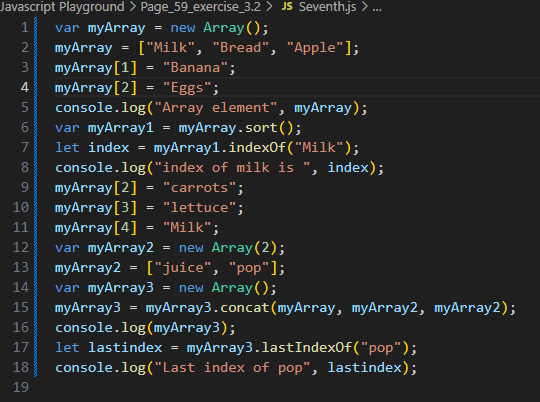 Javascript Playground > Page_59_exercise_3.2 > JS Seventh.js > ...
1 var myArray = new Array();
2 myArray = ["Milk", "Bread", "Apple"];
3 myArray[1] = "Banana";
4 myArray[2] = "Eggs";
5 console.log("Array element", myArray);
6 var myArray1 = myArray.sort();
7 let index = myArray1.indexOf("Milk");
8 console.log("index of milk is ", index);
9 myArray[2] = "carrots";
10 myArray[3] = "lettuce";
11 myArray[4] = "Milk";
12 var myArray2 = new Array(2);
13 myArray2 = ["juice", "pop"];
14 var myArray3 = new Array();
15 myArray3 = myArray3.concat(myArray, myArray2, myArray2);
16 console.log(myArray3);
17 let lastindex = myArray3.lastIndexOf("pop");
18 console.log("Last index of pop", lastindex);
19